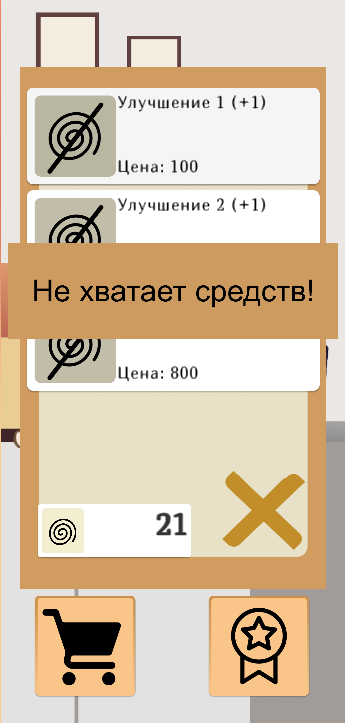 Улучшение 1 (+1)
Цена: 100
Улучшение 2 (+1)
Не хватает средств!
Цена: 800
21